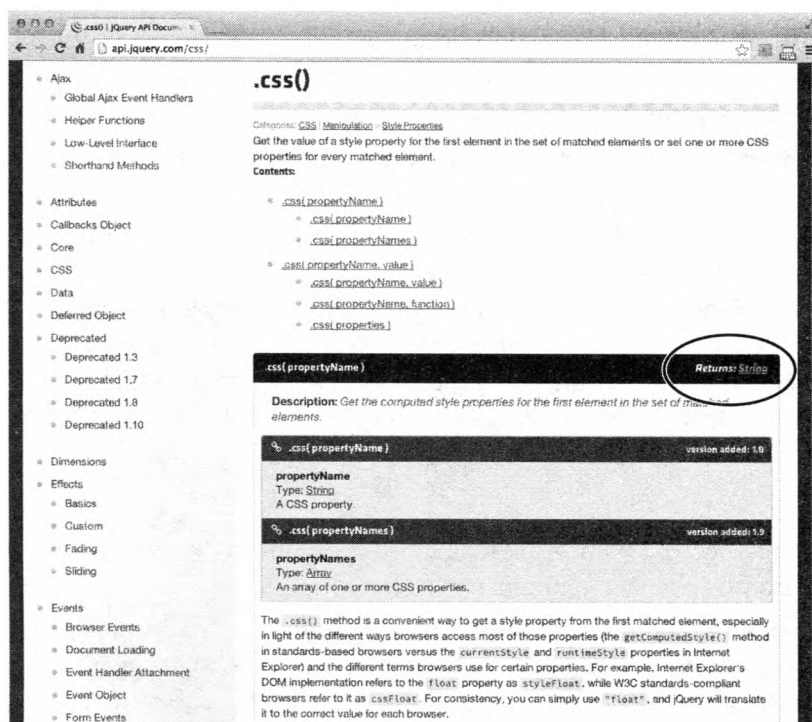 .css() | jQuery API Docum
api.jquery.com/css/
Ajax
Global Ajax Event Handlers
Helper Functions
Low-Level Interface
Shorthand Methods
Attributes
Callbacks Object
Core
CSS
Data
Deferred Object
Deprecated
Deprecated 1.3
Deprecated 1.7
Deprecated 1.8
Deprecated 1.10
Dimensions
Effects
Basics
Custom
Fading
Sliding
Events
Browser Events
Document Loading
Event Handler Attachment
Event Object
Form Events
.css()
Categories: CSS | Manipulation > Style Properties
Get the value of a style property for the first element in the set of matched elements or set one or more CSS
properties for every matched element.
Contents:
.css( propertyName )
.css( propertyName )
.css( propertyNames )
.css( propertyName, value )
.css( propertyName, value )
.css( propertyName, function )
.css( properties )
.css( propertyName ) Returns: String
Description: Get the computed style properties for the first element in the set of matched
elements.
.css( propertyName ) version added: 1.0
propertyName
Type: String
A CSS property.
.css( propertyNames ) version added: 1.9
propertyNames
Type: Array
An array of one or more CSS properties.
The .css() method is a convenient way to get a style property from the first matched element, especially
in light of the different ways browsers access most of those properties (the getComputedStyle() method
in standards-based browsers versus the currentStyle and runtimeStyle properties in Internet
Explorer) and the different terms browsers use for certain properties. For example, Internet Explorer's
DOM implementation refers to the float property as styleFloat, while W3C standards-compliant
browsers refer to it as cssFloat. For consistency, you can simply use "float", and jQuery will translate
it to the correct value for each browser.